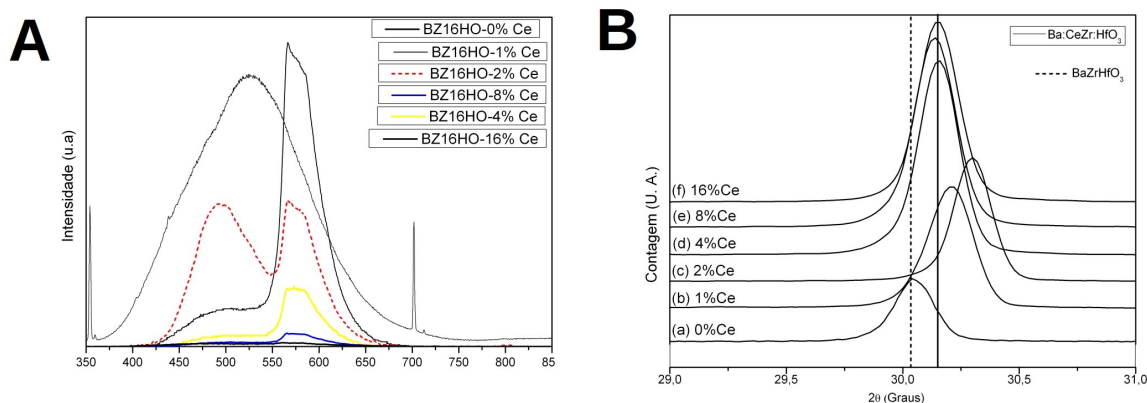 A
BZ16HO-0% Ce
BZ16HO-1% Ce
BZ16HO-2% Ce
BZ16HO-8% Ce
BZ16HO-4% Ce
BZ16HO-16% Ce
Intensidade (u.a)
350 400 450 500 550 600 650 700 750 800 85
B
Ba:CeZr:HfO₃
BaZrHfO₃
(f) 16%Ce
(e) 8%Ce
(d) 4%Ce
(c) 2%Ce
(b) 1%Ce
(a) 0%Ce
Contagem (U. A.)
29,0 29,5 30,0 30,5 31,0
2θ (Graus)